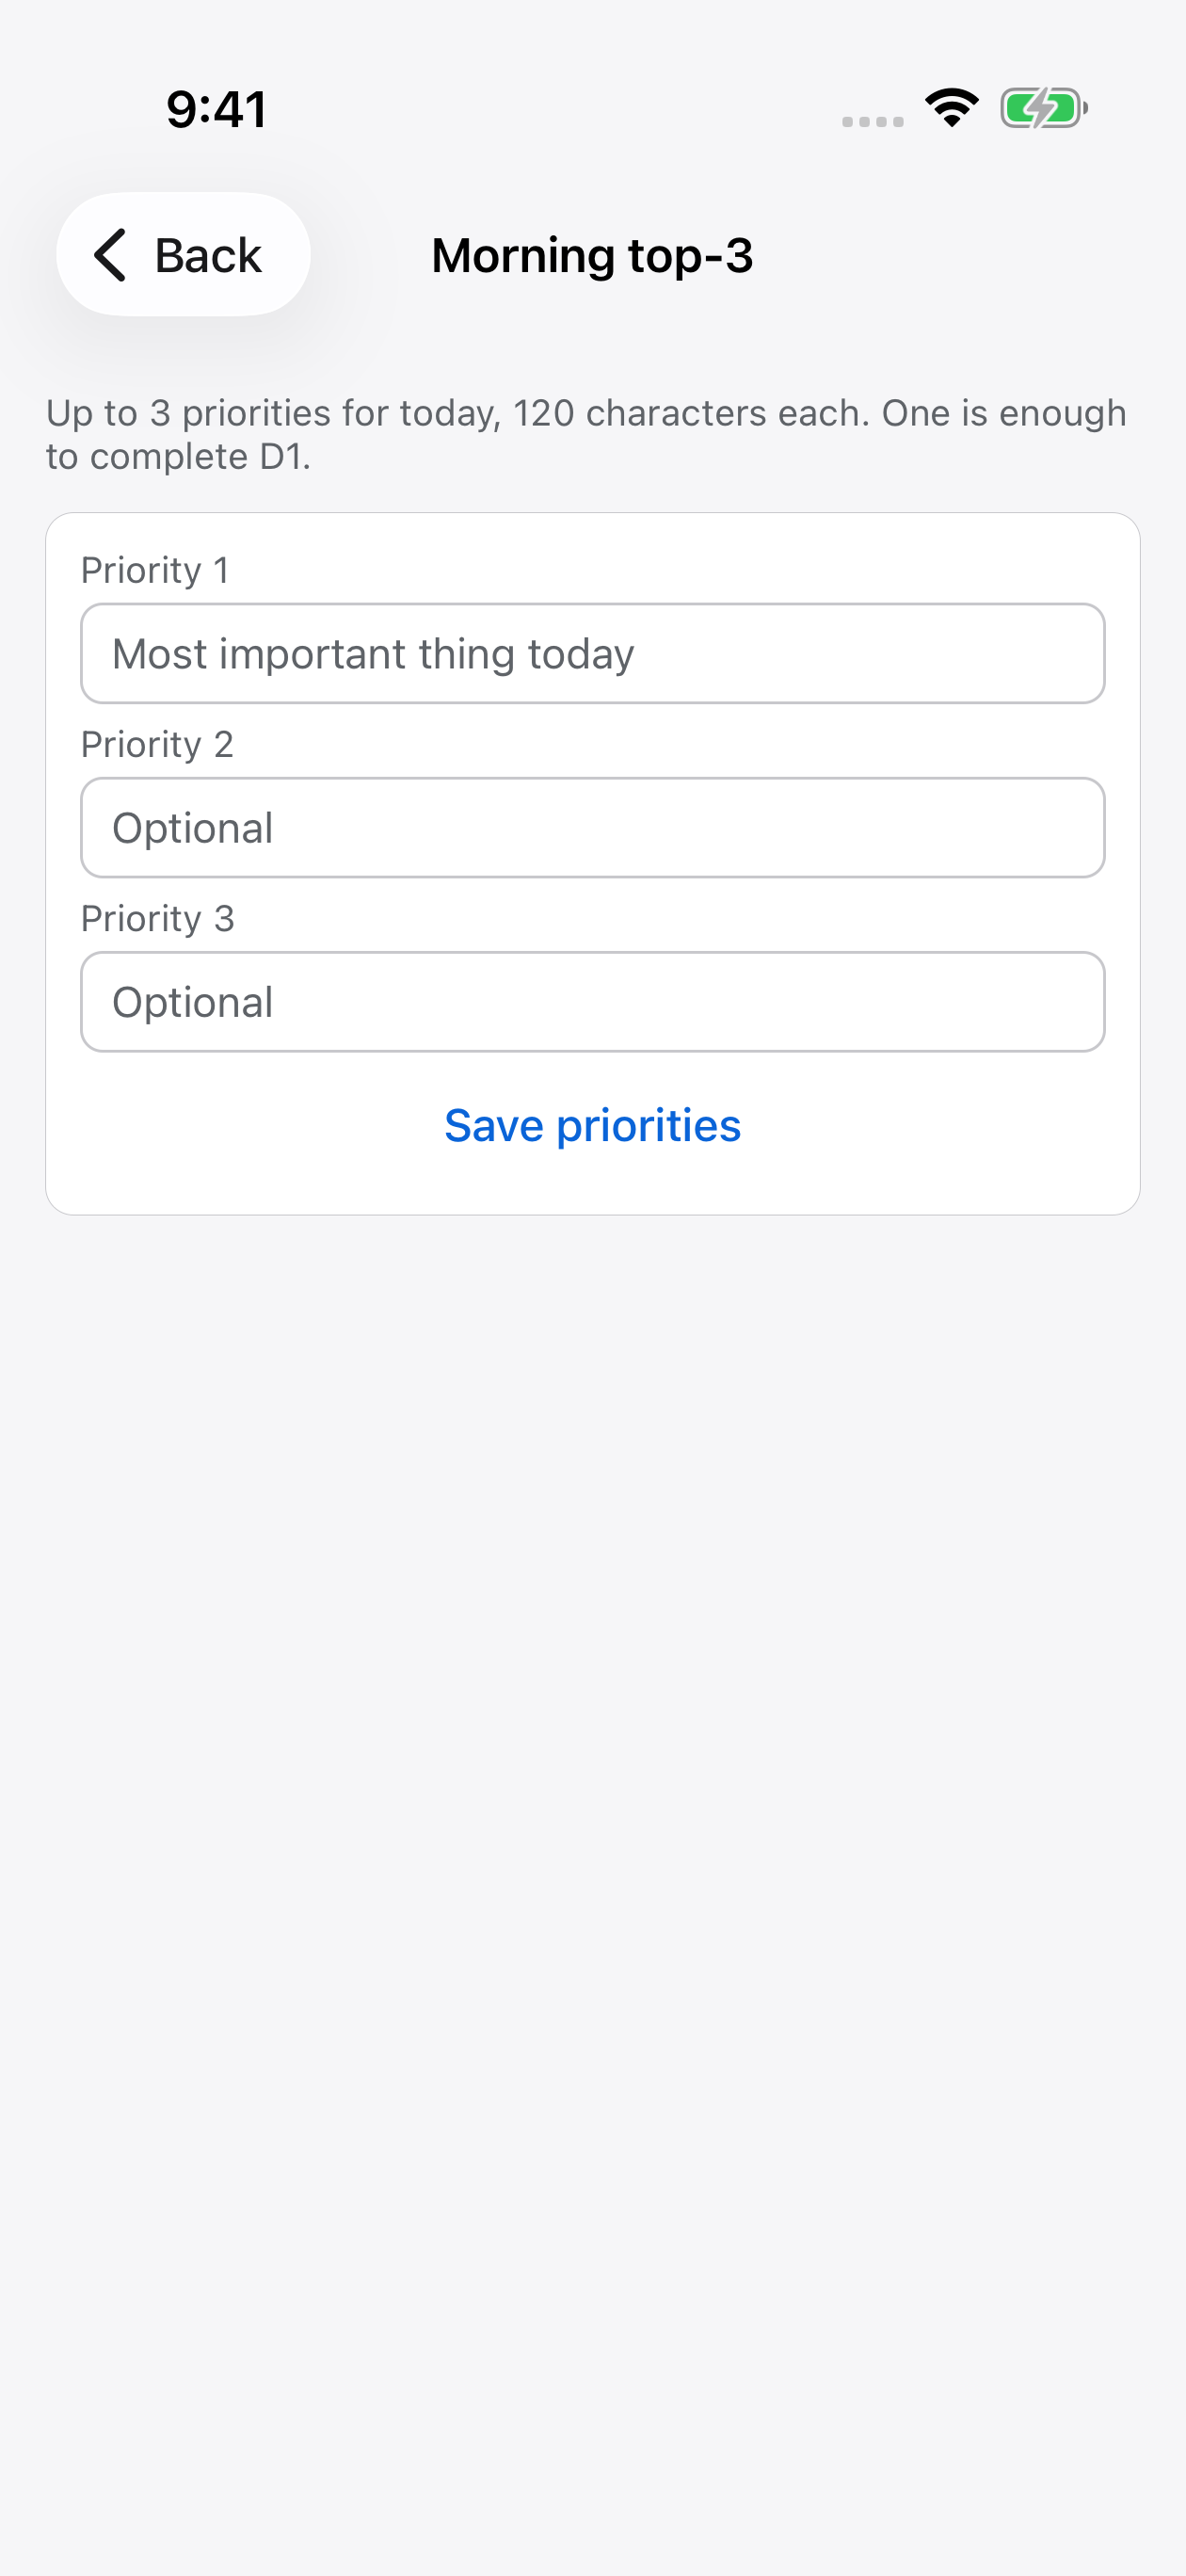 9:41
Back
Morning top-3
Up to 3 priorities for today, 120 characters each. One is enough
to complete D1.
Priority 1
Most important thing today
Priority 2
Optional
Priority 3
Optional
Save priorities